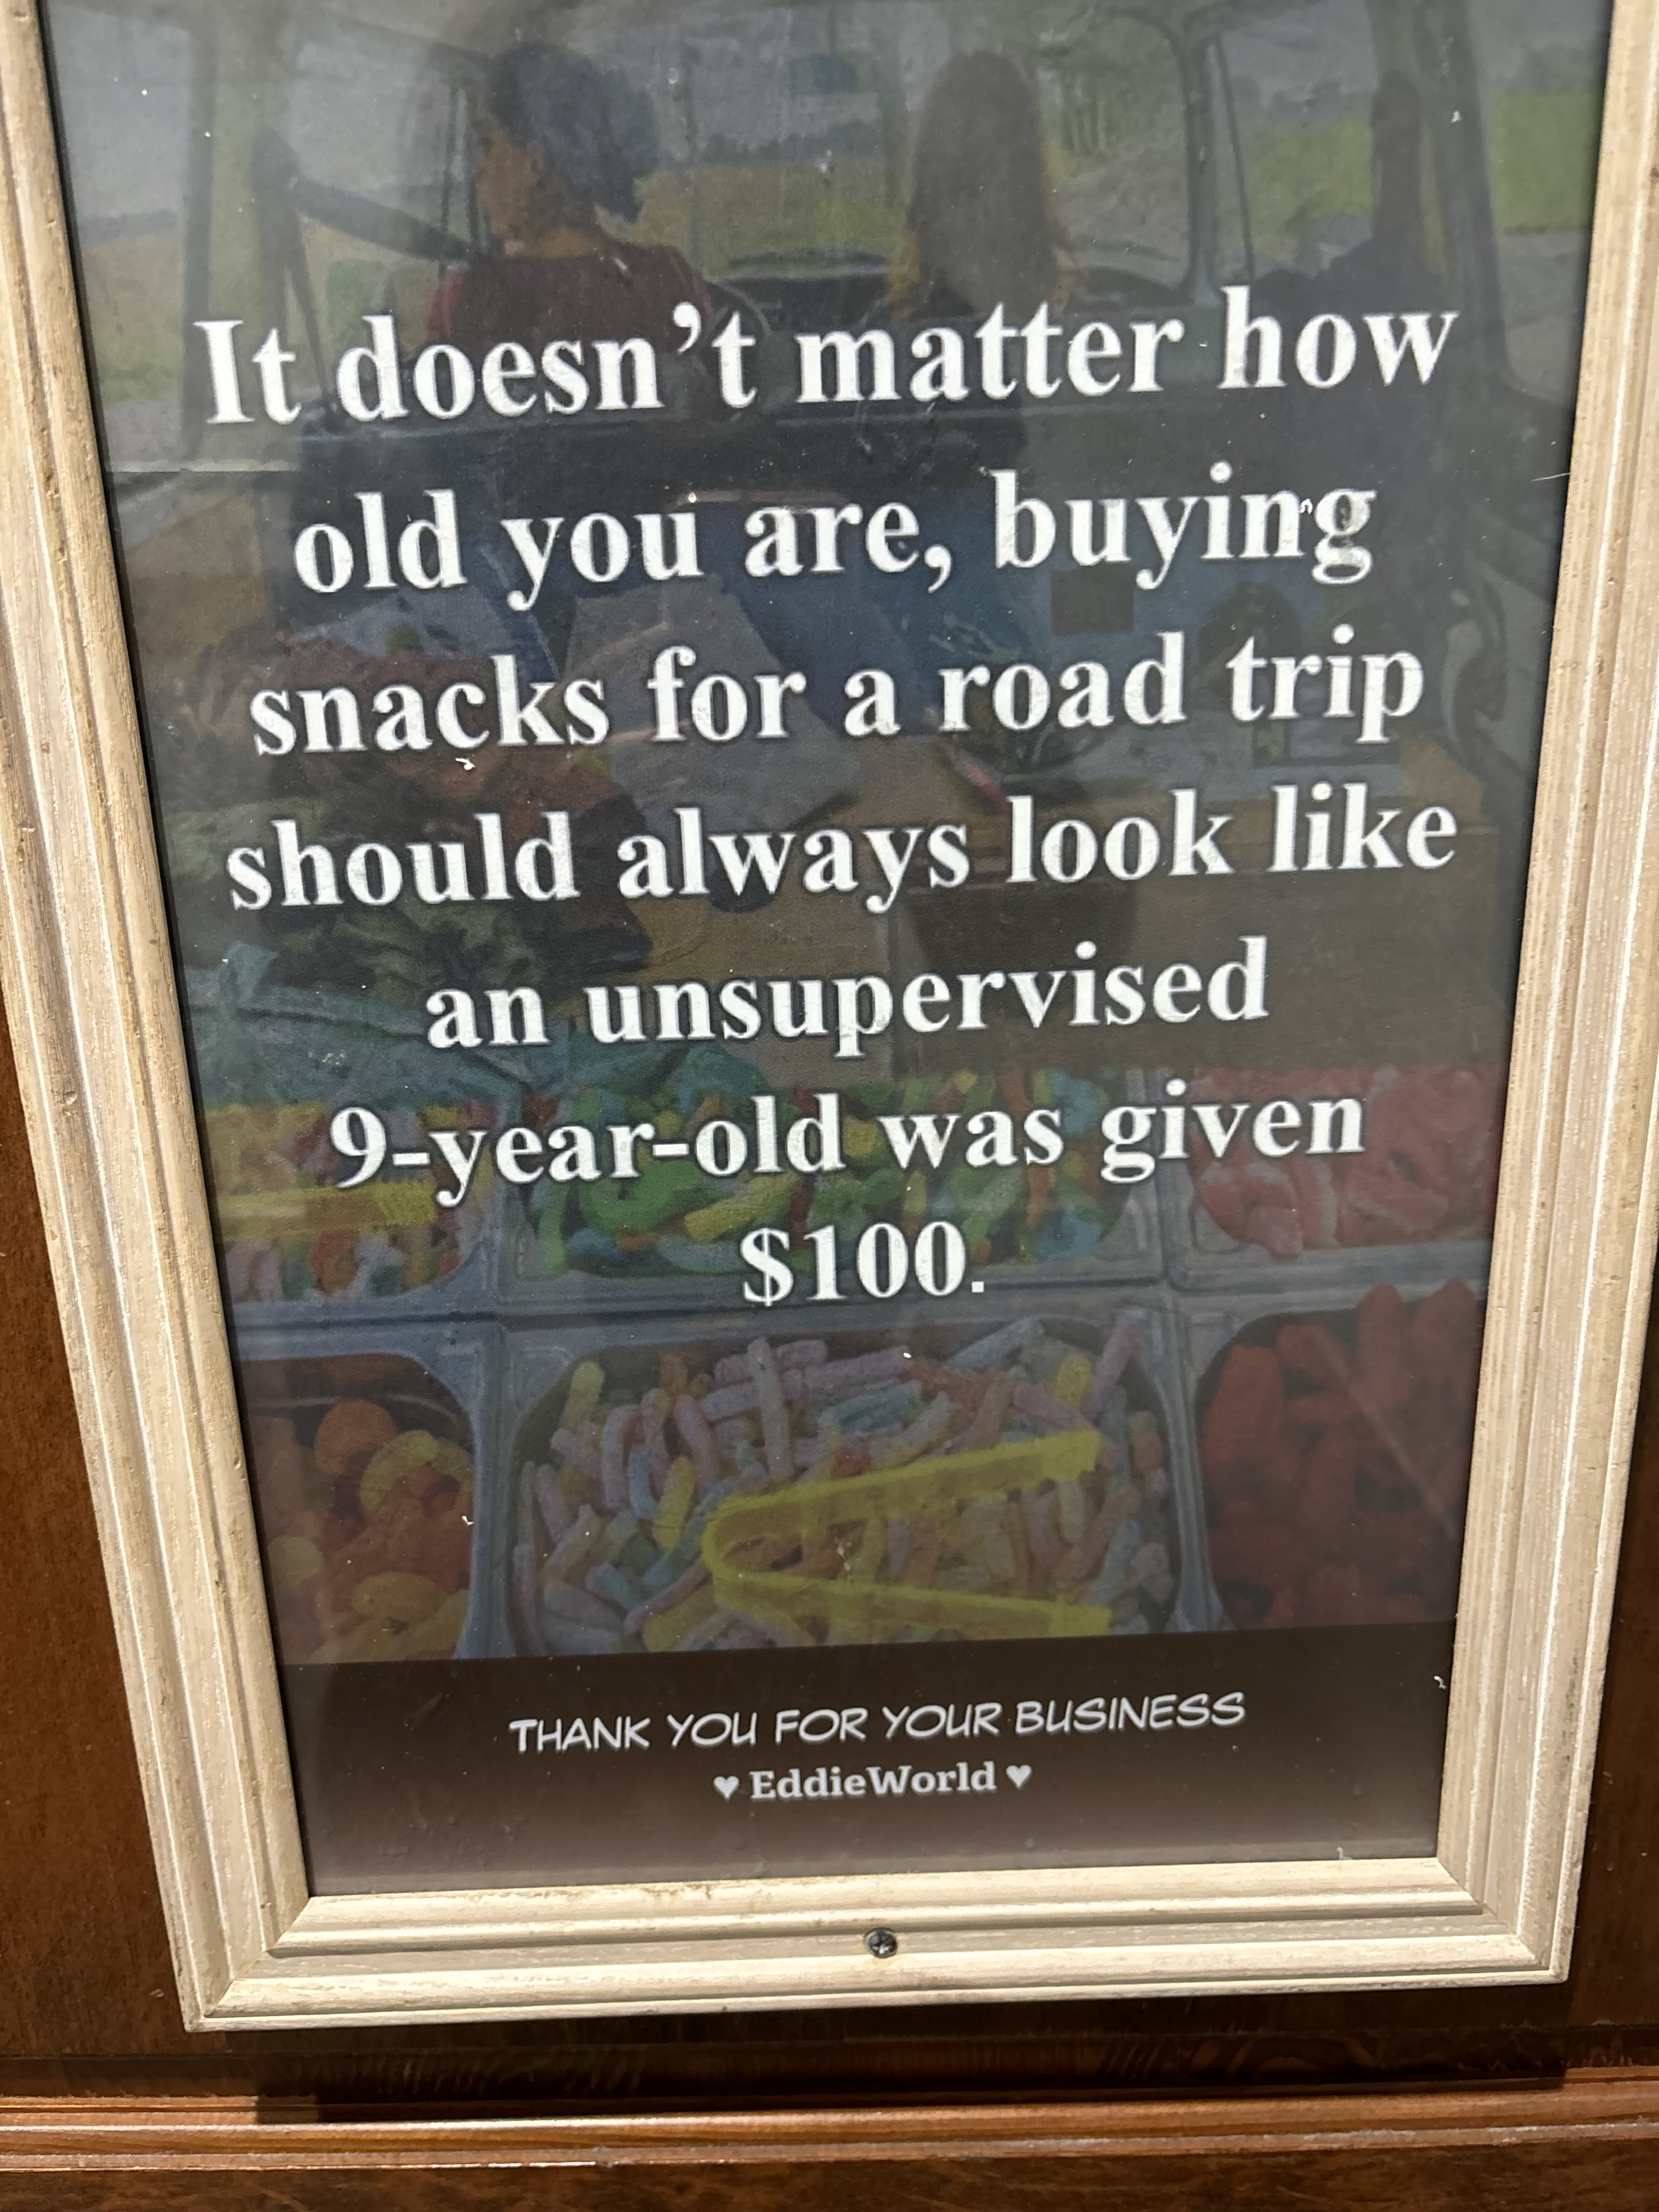 It doesn’t matter how
old you are, buying
snacks for a road trip
should always look like
an unsupervised
9-year-old was given
$100.
THANK YOU FOR YOUR BUSINESS
♥ EddieWorld ♥